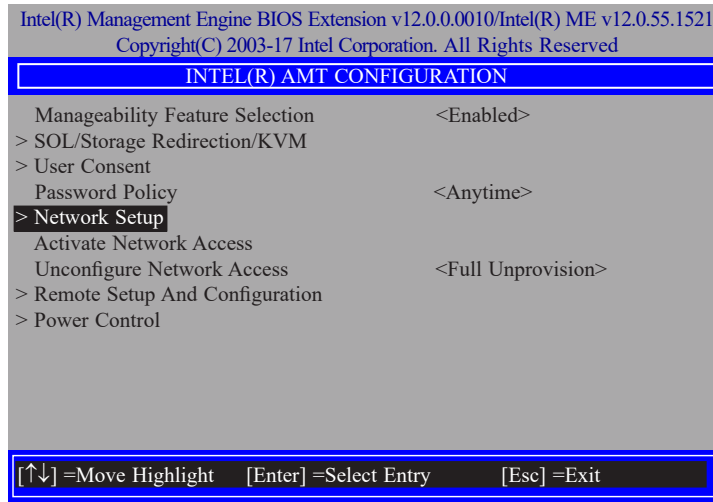 Intel(R) Management Engine BIOS Extension v12.0.0.0010/Intel(R) ME v12.0.55.1521
Copyright(C) 2003-17 Intel Corporation. All Rights Reserved
INTEL(R) AMT CONFIGURATION
Manageability Feature Selection <Enabled>
> SOL/Storage Redirection/KVM
> User Consent
Password Policy <Anytime>
> Network Setup
Activate Network Access
Unconfigure Network Access <Full Unprovision>
> Remote Setup And Configuration
> Power Control
[↑↓] =Move Highlight [Enter] =Select Entry [Esc] =Exit